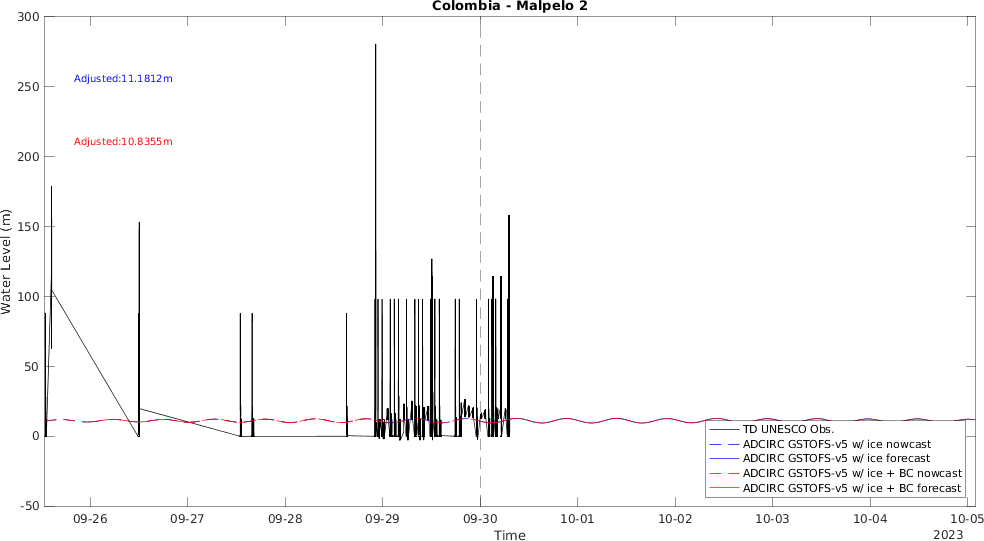 Colombia - Malpelo 2
300
250
200
150
100
50
0
-50
Water Level (m)
Adjusted:11.1812m
Adjusted:10.8355m
TD UNESCO Obs.
ADCIRC GSTOFS-v5 w/ ice nowcast
ADCIRC GSTOFS-v5 w/ ice forecast
ADCIRC GSTOFS-v5 w/ ice + BC nowcast
ADCIRC GSTOFS-v5 w/ ice + BC forecast
09-26 09-27 09-28 09-29 09-30 10-01 10-02 10-03 10-04 10-05
Time
2023